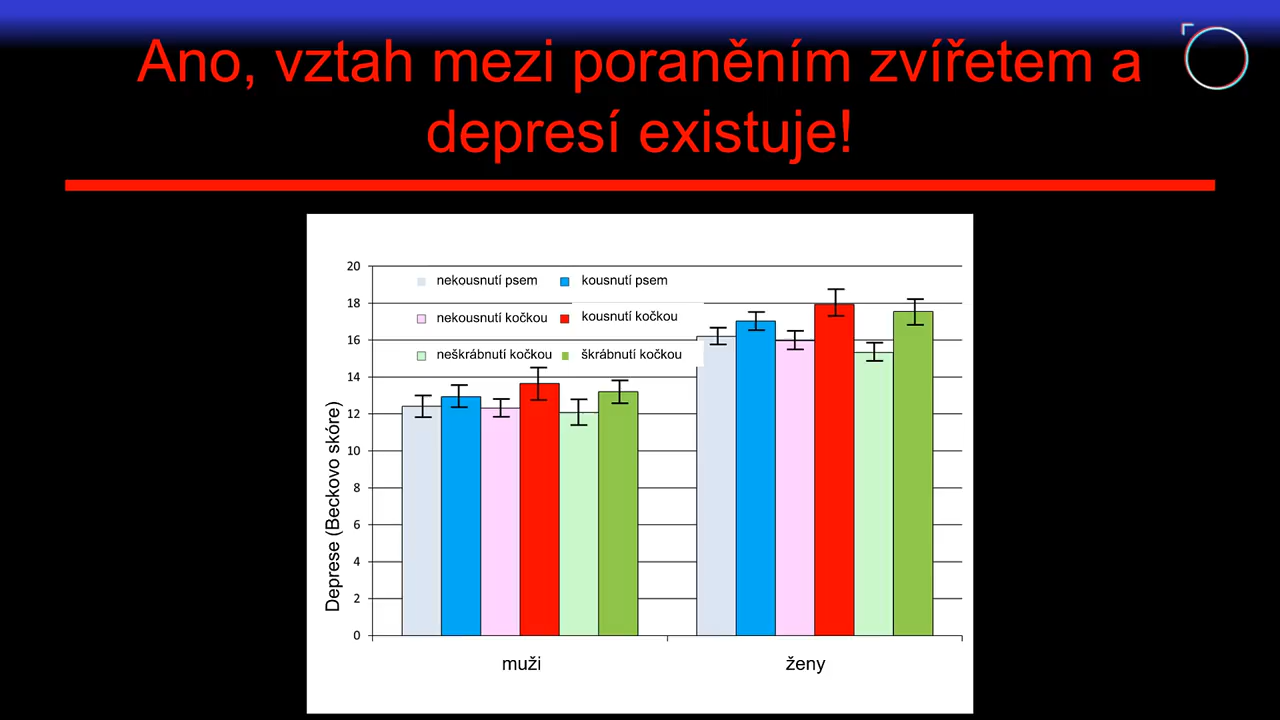 Ano, vztah mezi poraněním zvířetem a
depresí existuje!
20
18
16
14
12
10
8
6
4
2
0
Deprese (Beckovo skóre)
nekousnutí psem
kousnutí psem
nekousnutí kočkou
kousnutí kočkou
neškrábnutí kočkou
škrábnutí kočkou
muži
ženy